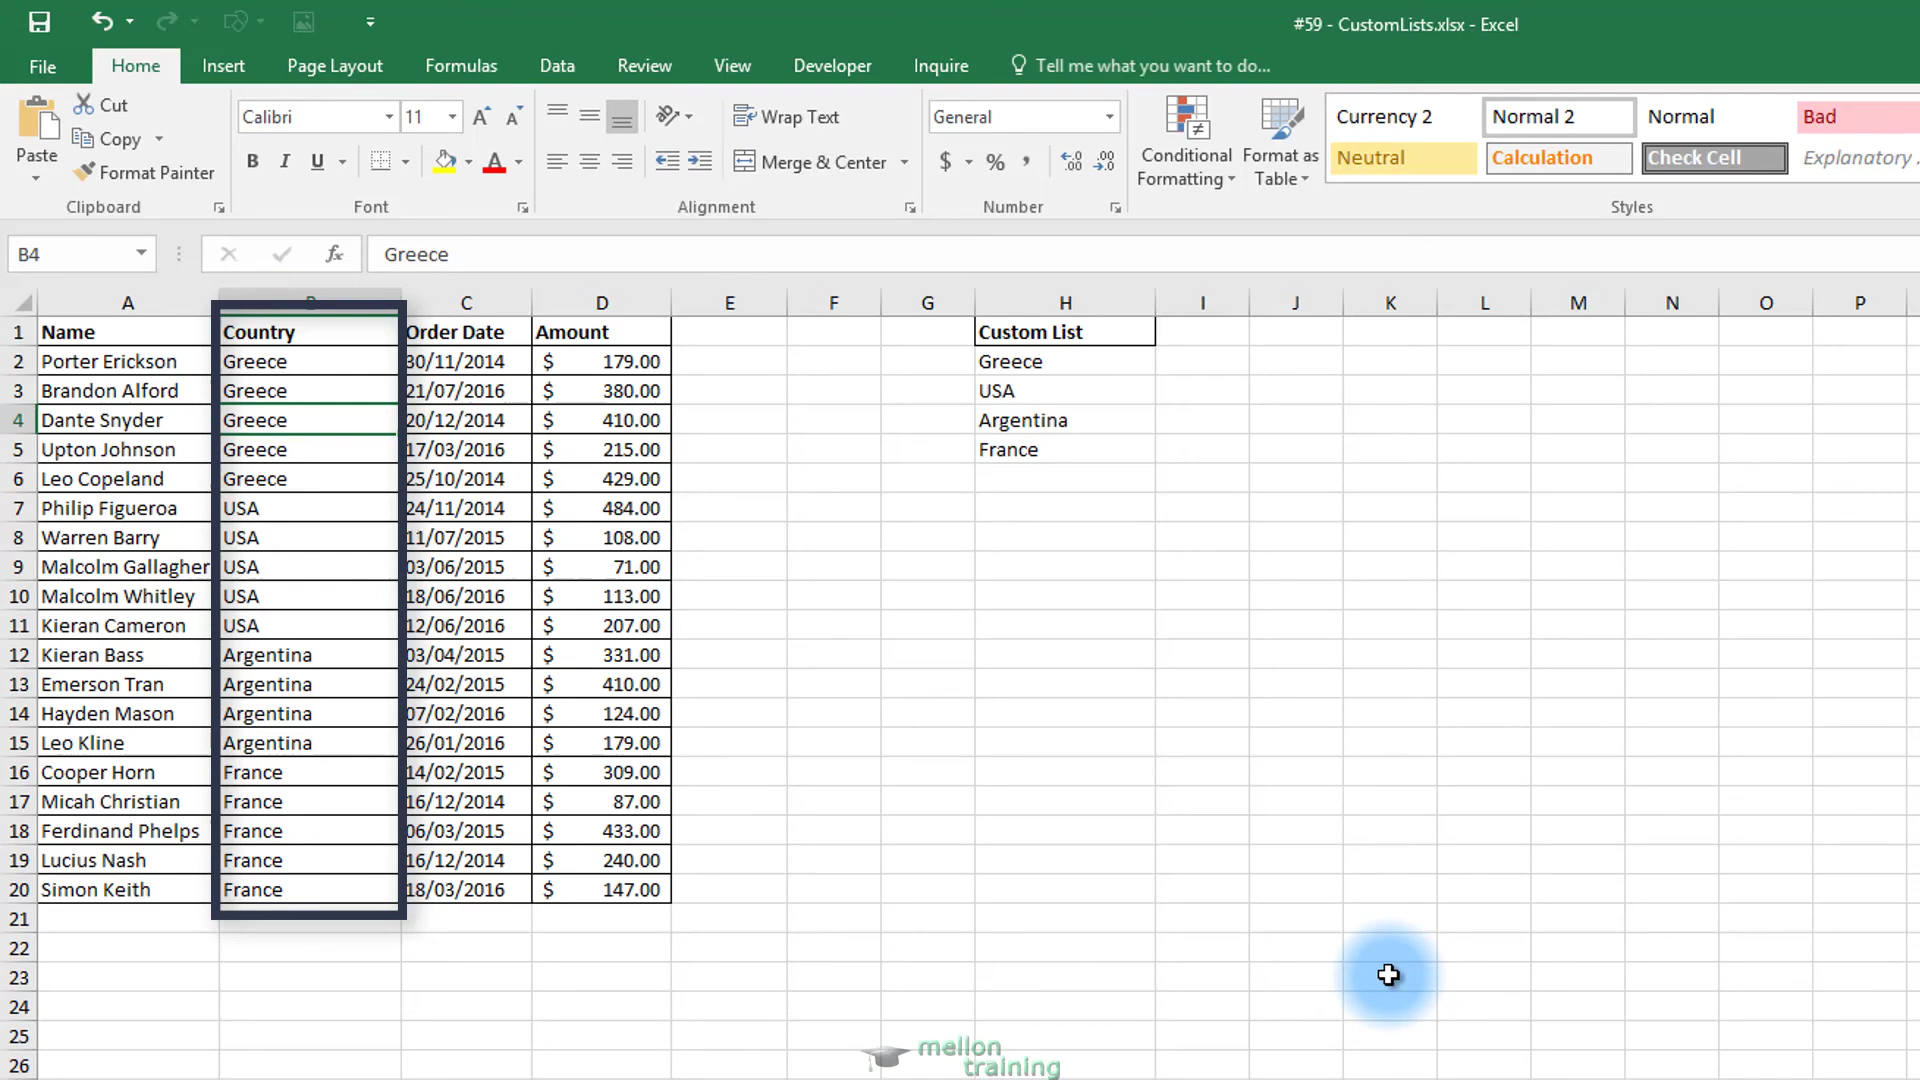 #59 - CustomLists.xlsx - Excel
File Home Insert Page Layout Formulas Data Review View Developer Inquire Tell me what you want to do...
Paste
Cut
Copy
Format Painter
Clipboard
Calibri 11
B I U A
Font
Wrap Text
Merge & Center
Alignment
General
$ % ,
Number
Conditional Formatting
Format as Table
Currency 2 Normal 2 Normal Bad
Neutral Calculation Check Cell Explanatory ...
Styles
B4 fx Greece
A B C D E F G H I J K L M N O P
1 Name Country Order Date Amount Custom List
2 Porter Erickson Greece 30/11/2014 $ 179.00 Greece
3 Brandon Alford Greece 21/07/2016 $ 380.00 USA
4 Dante Snyder Greece 20/12/2014 $ 410.00 Argentina
5 Upton Johnson Greece 17/03/2016 $ 215.00 France
6 Leo Copeland Greece 25/10/2014 $ 429.00
7 Philip Figueroa USA 24/11/2014 $ 484.00
8 Warren Barry USA 11/07/2015 $ 108.00
9 Malcolm Gallagher USA 03/06/2015 $ 71.00
10 Malcolm Whitley USA 18/06/2016 $ 113.00
11 Kieran Cameron USA 12/06/2016 $ 207.00
12 Kieran Bass Argentina 03/04/2015 $ 331.00
13 Emerson Tran Argentina 24/02/2015 $ 410.00
14 Hayden Mason Argentina 07/02/2016 $ 124.00
15 Leo Kline Argentina 26/01/2016 $ 179.00
16 Cooper Horn France 14/02/2015 $ 309.00
17 Micah Christian France 16/12/2014 $ 87.00
18 Ferdinand Phelps France 06/03/2015 $ 433.00
19 Lucius Nash France 16/12/2014 $ 240.00
20 Simon Keith France 18/03/2016 $ 147.00
21
22
23
24
25
26
mellon
training